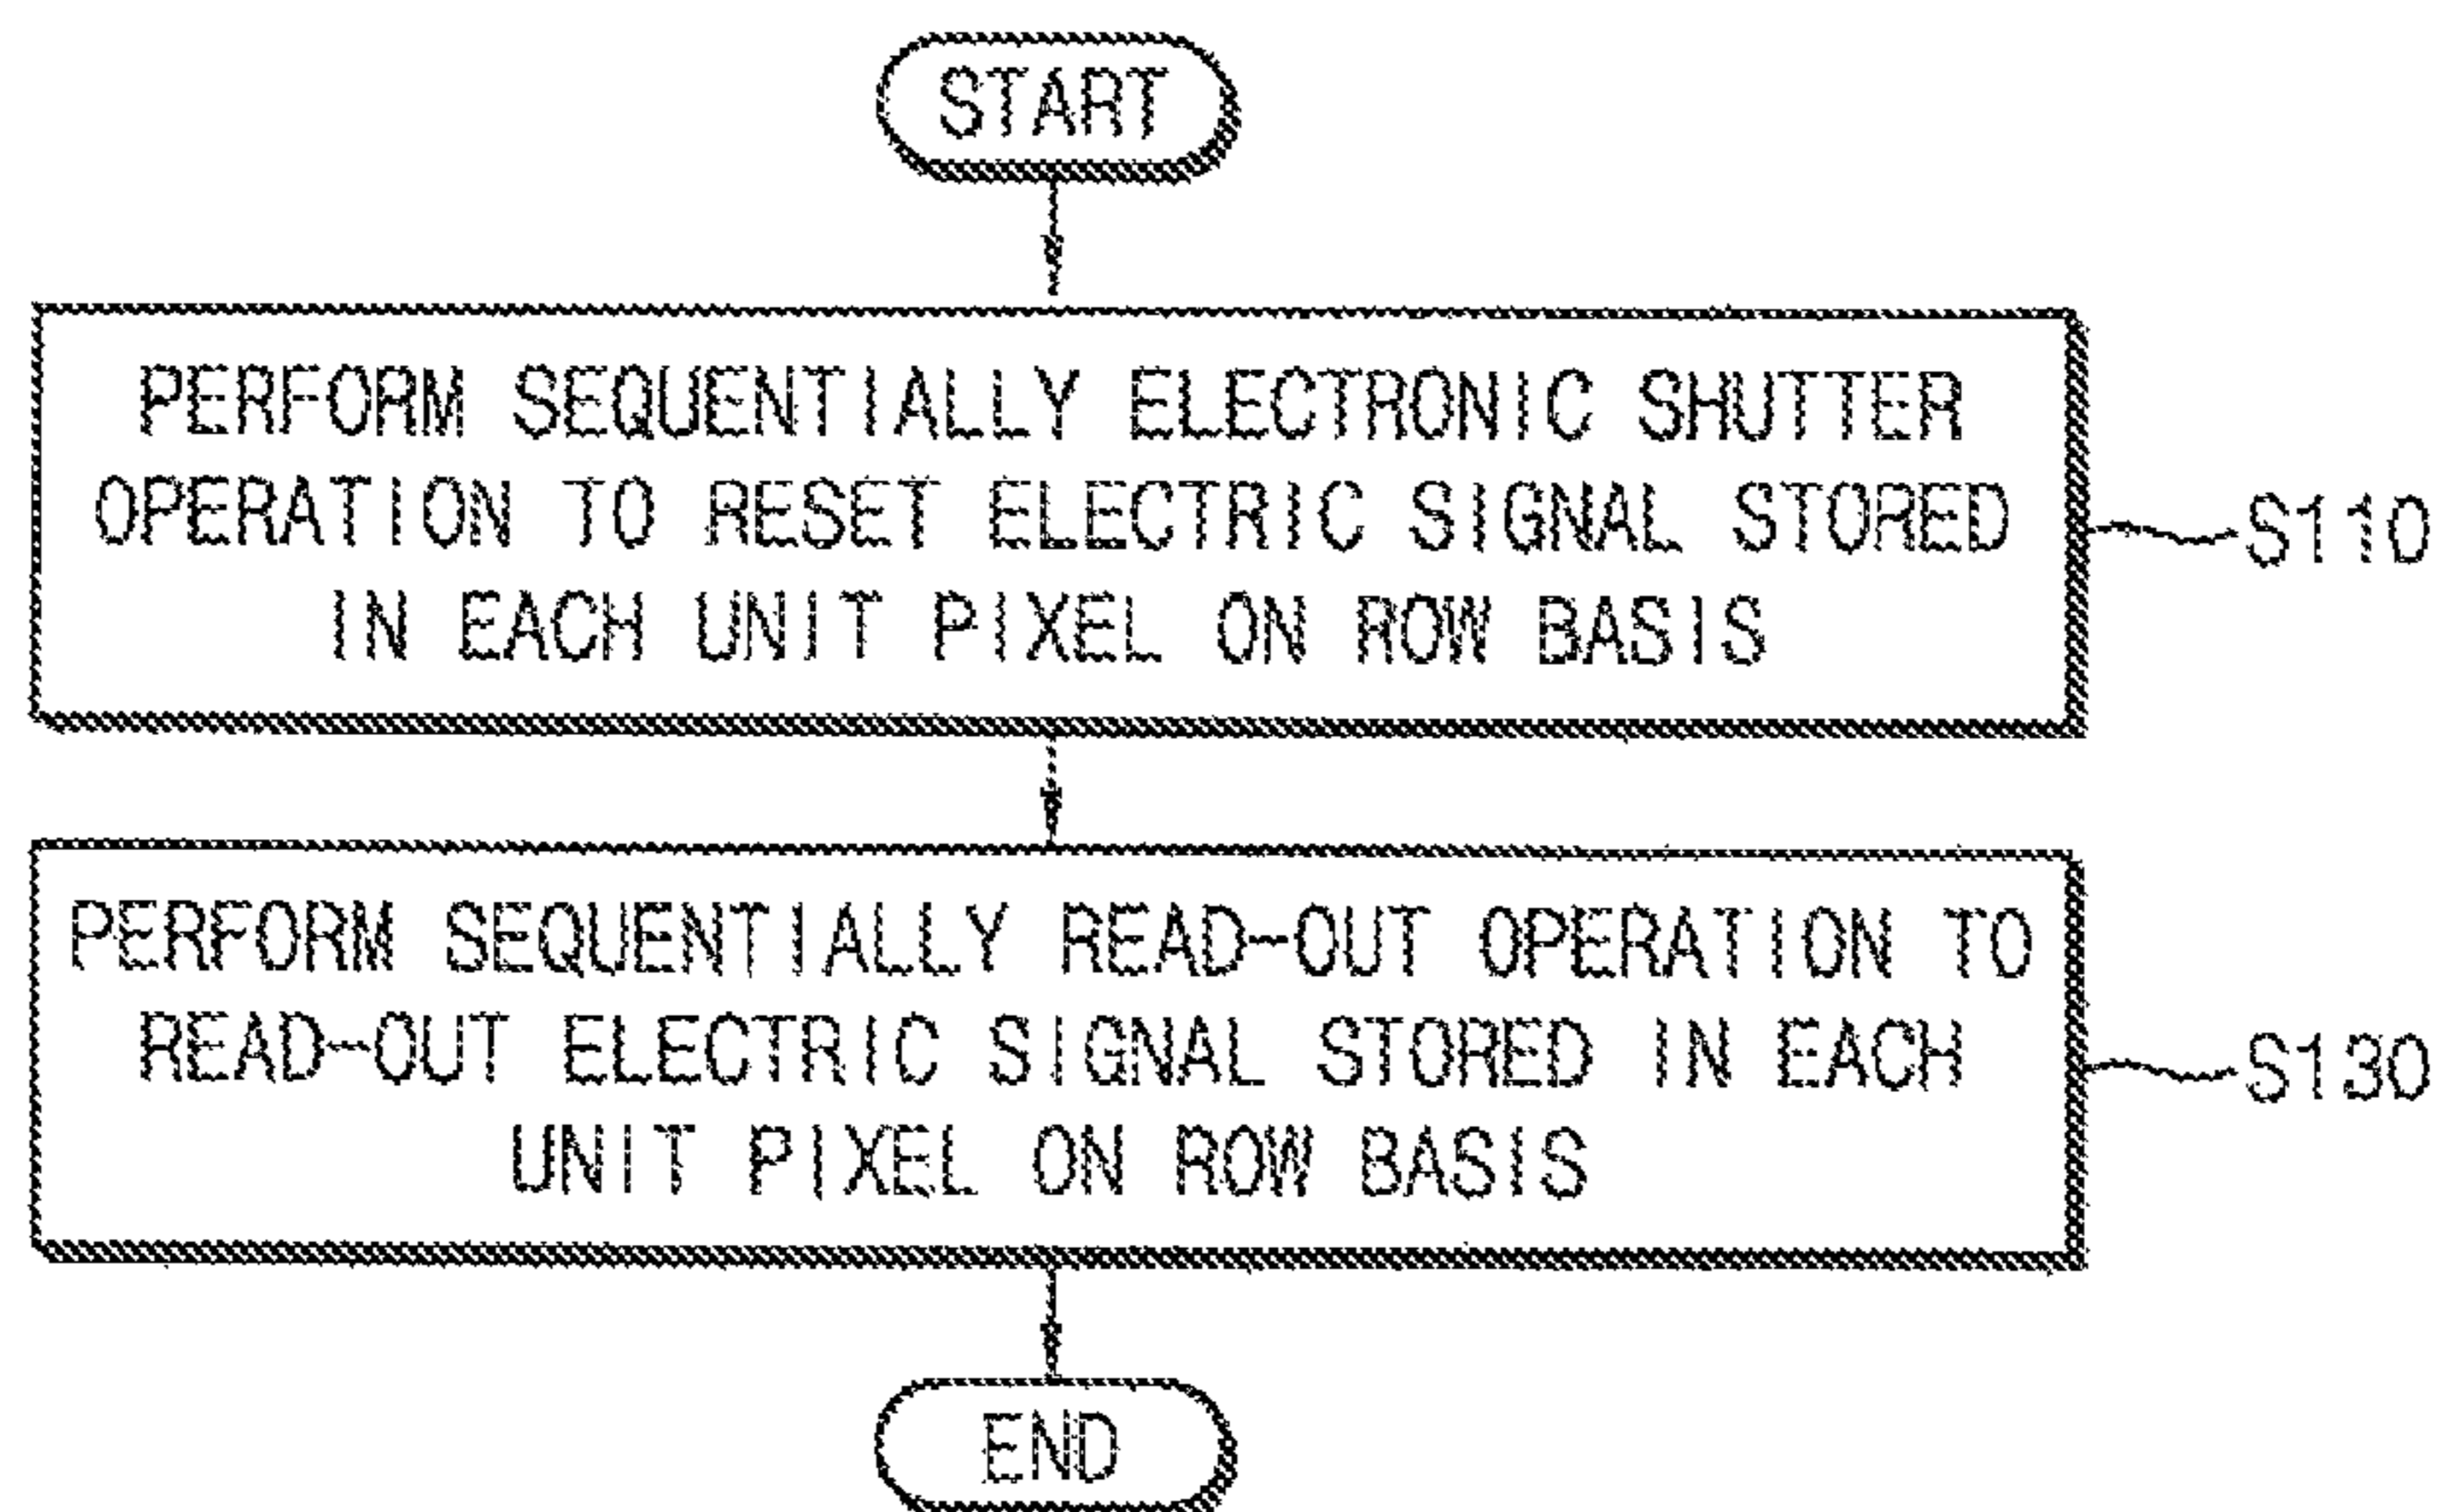 START
PERFORM SEQUENTIALLY ELECTRONIC SHUTTER
OPERATION TO RESET ELECTRIC SIGNAL STORED
IN EACH UNIT PIXEL ON ROW BASIS
S110
PERFORM SEQUENTIALLY READ-OUT OPERATION TO
READ-OUT ELECTRIC SIGNAL STORED IN EACH
UNIT PIXEL ON ROW BASIS
S130
END